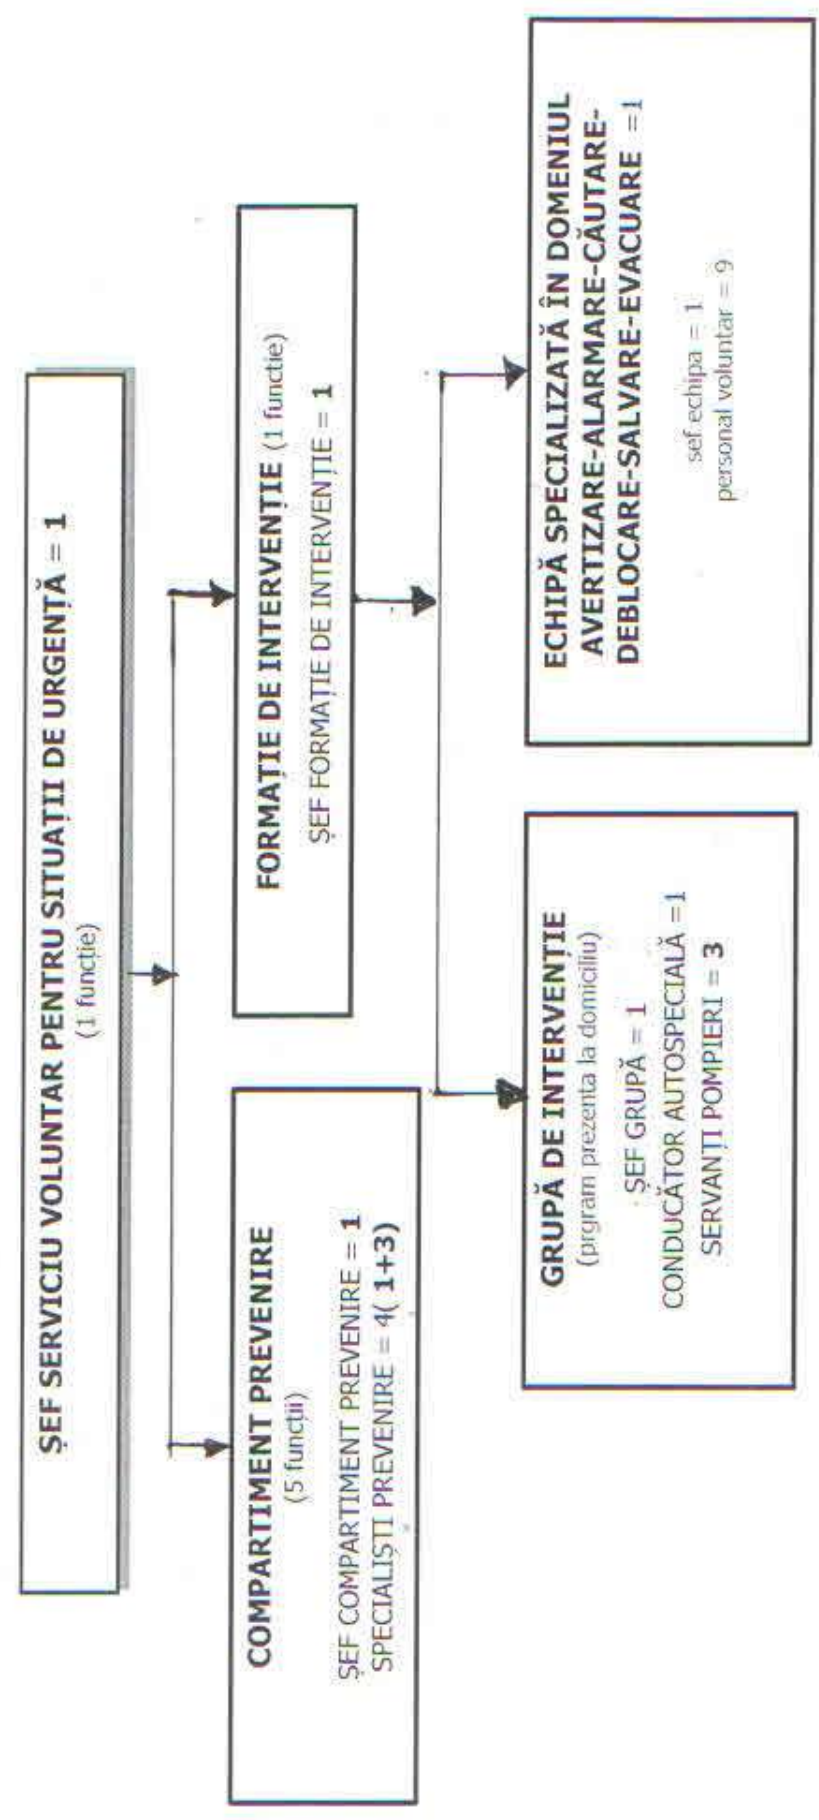 ȘEF SERVICIU VOLUNTAR PENTRU SITUAȚII DE URGENȚĂ = 1
(1 funcție)
COMPARTIMENT PREVENIRE
(5 funcții)
ȘEF COMPARTIMENT PREVENIRE = 1
SPECIALIȘTI PREVENIRE = 4( 1+3)
FORMAȚIE DE INTERVENȚIE (1 functie)
ȘEF FORMAȚIE DE INTERVENȚIE = 1
GRUPĂ DE INTERVENȚIE
(prgram prezenta la domiciliu)
ȘEF GRUPĂ = 1
CONDUCĂTOR AUTOSPECIALĂ =1
SERVANȚI POMPIERI = 3
ECHIPĂ SPECIALIZATĂ ÎN DOMENIUL
AVERTIZARE-ALARMARE-CĂUTARE-
DEBLOCARE-SALVARE-EVACUARE =1
sef echipa = 1
personal voluntar = 9